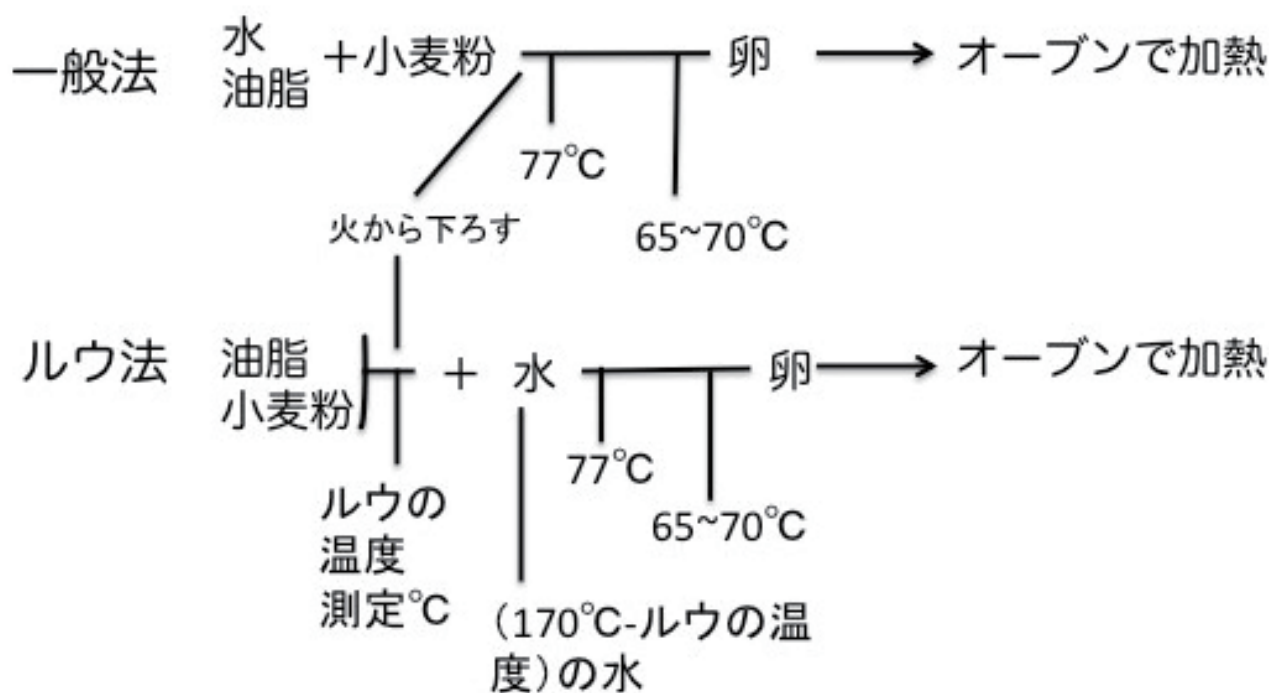 一般法 水 油脂 +小麦粉 卵 オーブンで加熱
77℃
火から下ろす 65~70℃
ルウ法 油脂 小麦粉 + 水 卵 オーブンで加熱
77℃
65~70℃
ルウの
温度
測定℃
(170℃-ルウの温
度)の水